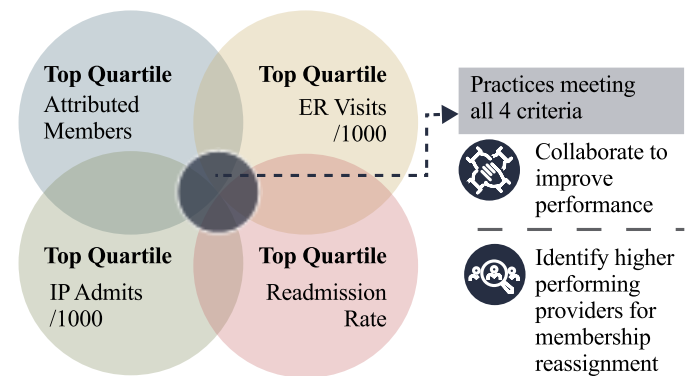 Top Quartile
Attributed
Members
Top Quartile
ER Visits
/1000
Top Quartile
IP Admits
/1000
Top Quartile
Readmission
Rate
Practices meeting
all 4 criteria
Collaborate to
improve
performance
Identify higher
performing
providers for
membership
reassignment